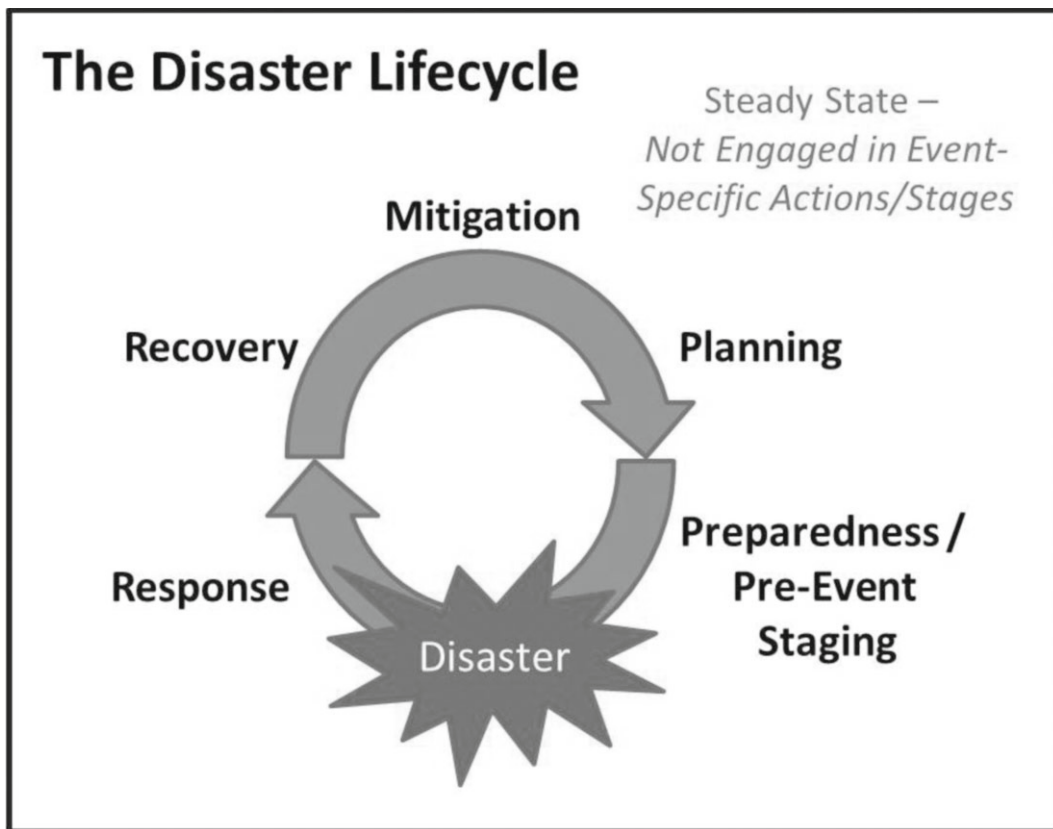 The Disaster Lifecycle
Steady State –
Not Engaged in Event-
Specific Actions/Stages
Mitigation
Recovery
Planning
Response
Preparedness /
Pre-Event
Staging
Disaster